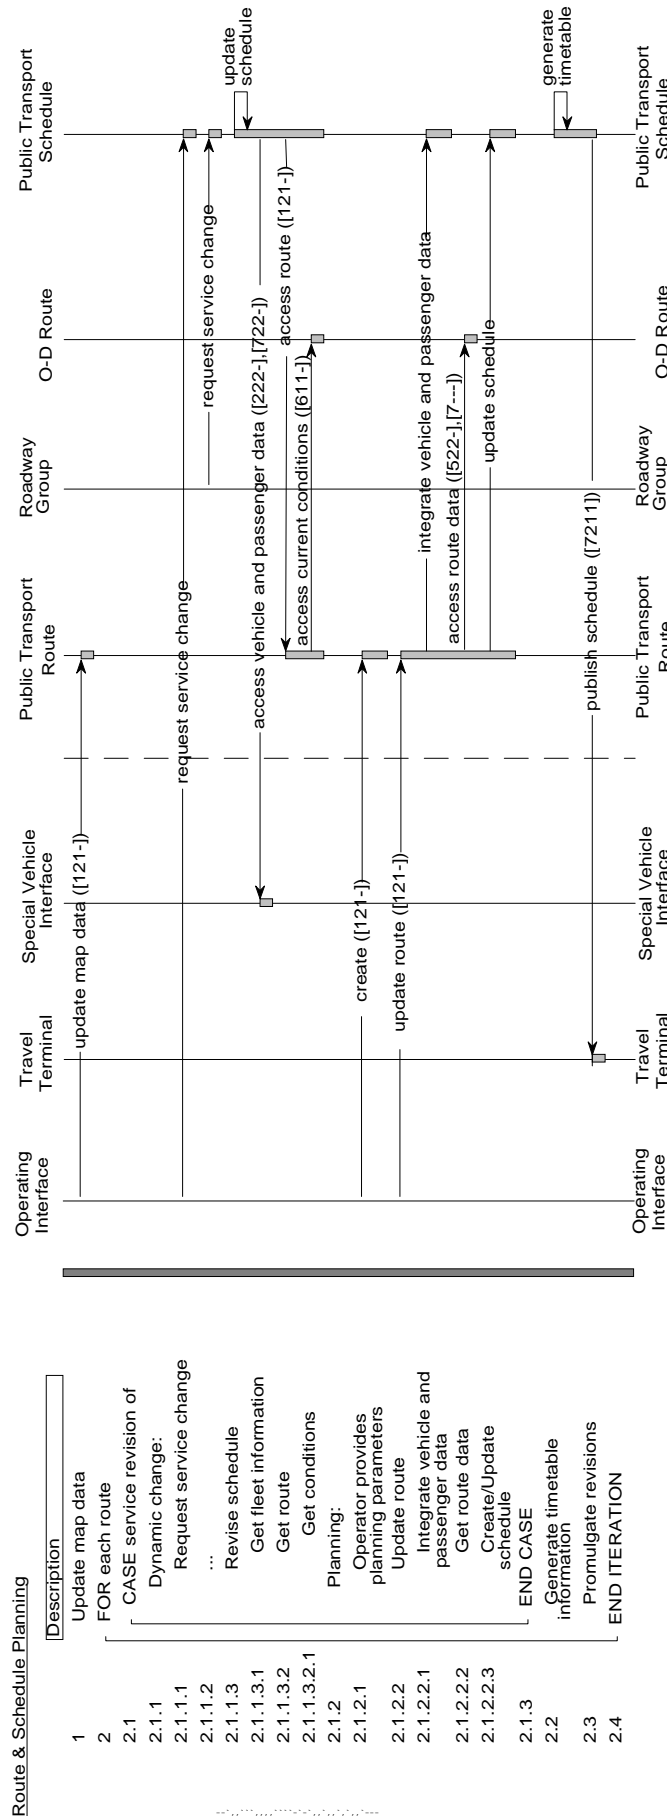 Route & Schedule Planning
Description
1 Update map data
2 FOR each route
2.1 CASE service revision of
2.1.1 Dynamic change:
2.1.1.1 Request service change
2.1.1.2 ...
2.1.1.3 Revise schedule
2.1.1.3.1 Get fleet information
2.1.1.3.2 Get route
2.1.1.3.2.1 Get conditions
2.1.2 Planning:
2.1.2.1 Operator provides
planning parameters
2.1.2.2 Update route
2.1.2.2.1 Integrate vehicle and
passenger data
2.1.2.2.2 Get route data
2.1.2.2.3 Create/Update
schedule
2.1.3 END CASE
2.2 Generate timetable
information
2.3 Promulgate revisions
2.4 END ITERATION
Operating
Interface
Travel
Terminal
Special Vehicle
Interface
Public Transport
Route
Roadway
Group
O-D Route
Public Transport
Schedule
update map data ([121-])
request service change
request service change
update
schedule
access vehicle and passenger data ([222-],[722-])
access route ([121-])
access current conditions ([611-])
create ([121-])
update route ([121-])
integrate vehicle and passenger data
access route data ([522-],[7---])
update schedule
generate
timetable
publish schedule ([7211])
Operating
Interface
Travel
Terminal
Special Vehicle
Interface
Public Transport
Route
Roadway
Group
O-D Route
Public Transport
Schedule